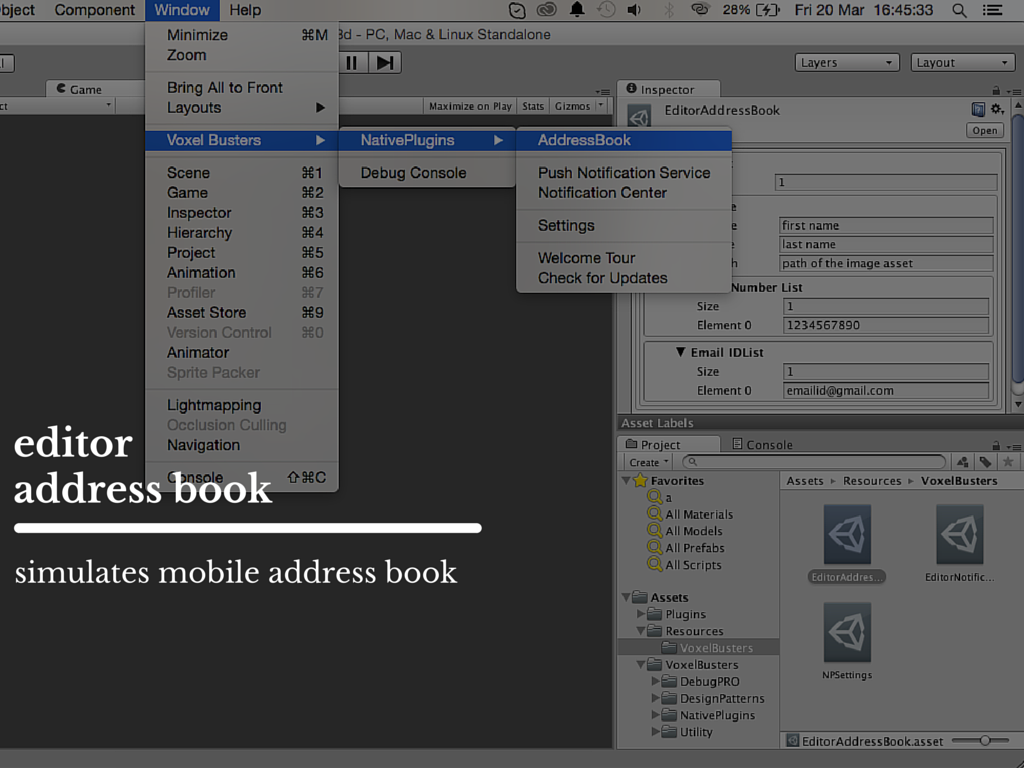 bject Component Window Help 28% Fri 20 Mar 16:45:33
3d - PC, Mac & Linux Standalone
Layers Layout
Minimize ⌘M
Zoom
Bring All to Front
Layouts
Voxel Busters
Scene ⌘1
Game ⌘2
Inspector ⌘3
Hierarchy ⌘4
Project ⌘5
Animation ⌘6
Profiler ⌘7
Asset Store ⌘9
Version Control ⌘0
Animator
Sprite Packer
Lightmapping
Occlusion Culling
Navigation
Console ⇧⌘C
NativePlugins
Debug Console
AddressBook
Push Notification Service
Notification Center
Settings
Welcome Tour
Check for Updates
Game
ct Maximize on Play Stats Gizmos
Inspector
EditorAddressBook
Open
1
e
e first name
e last name
h path of the image asset
Number List
Size 1
Element 0 1234567890
Email IDList
Size 1
Element 0 emailid@gmail.com
Asset Labels
Project Console
Create
Favorites
a
All Materials
All Models
All Prefabs
All Scripts
Assets
Plugins
Resources
VoxelBusters
VoxelBusters
DebugPRO
DesignPatterns
NativePlugins
Utility
Assets Resources VoxelBusters
EditorAddres... EditorNotific...
NPSettings
EditorAddressBook.asset
editor
address book
simulates mobile address book